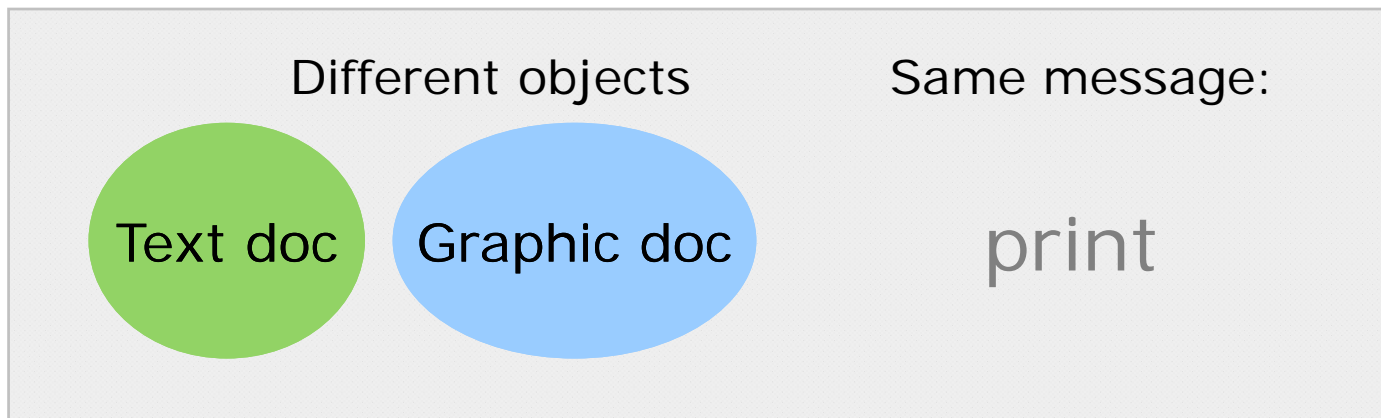 Different objects
Same message:
Text doc
Graphic doc
print